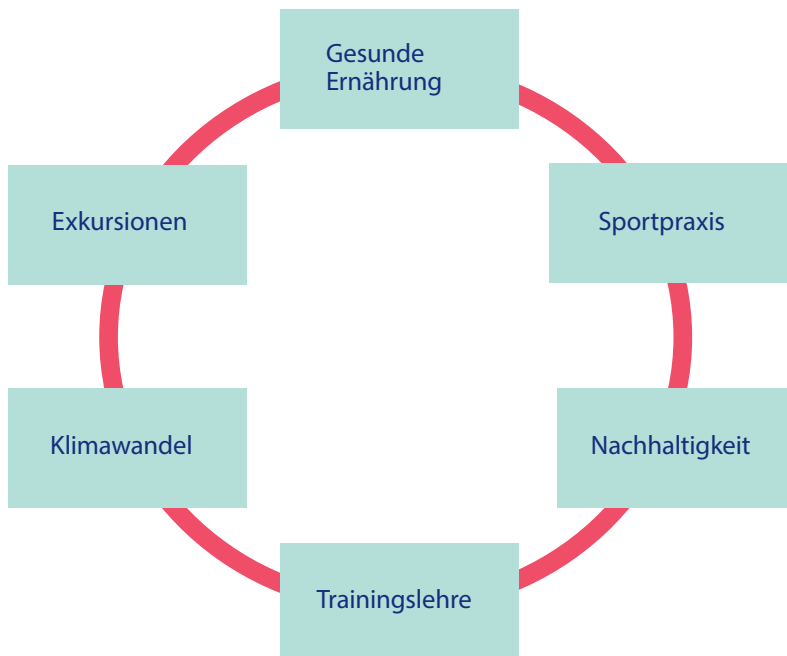 Gesunde
Ernährung
Exkursionen
Sportpraxis
Klimawandel
Nachhaltigkeit
Trainingslehre